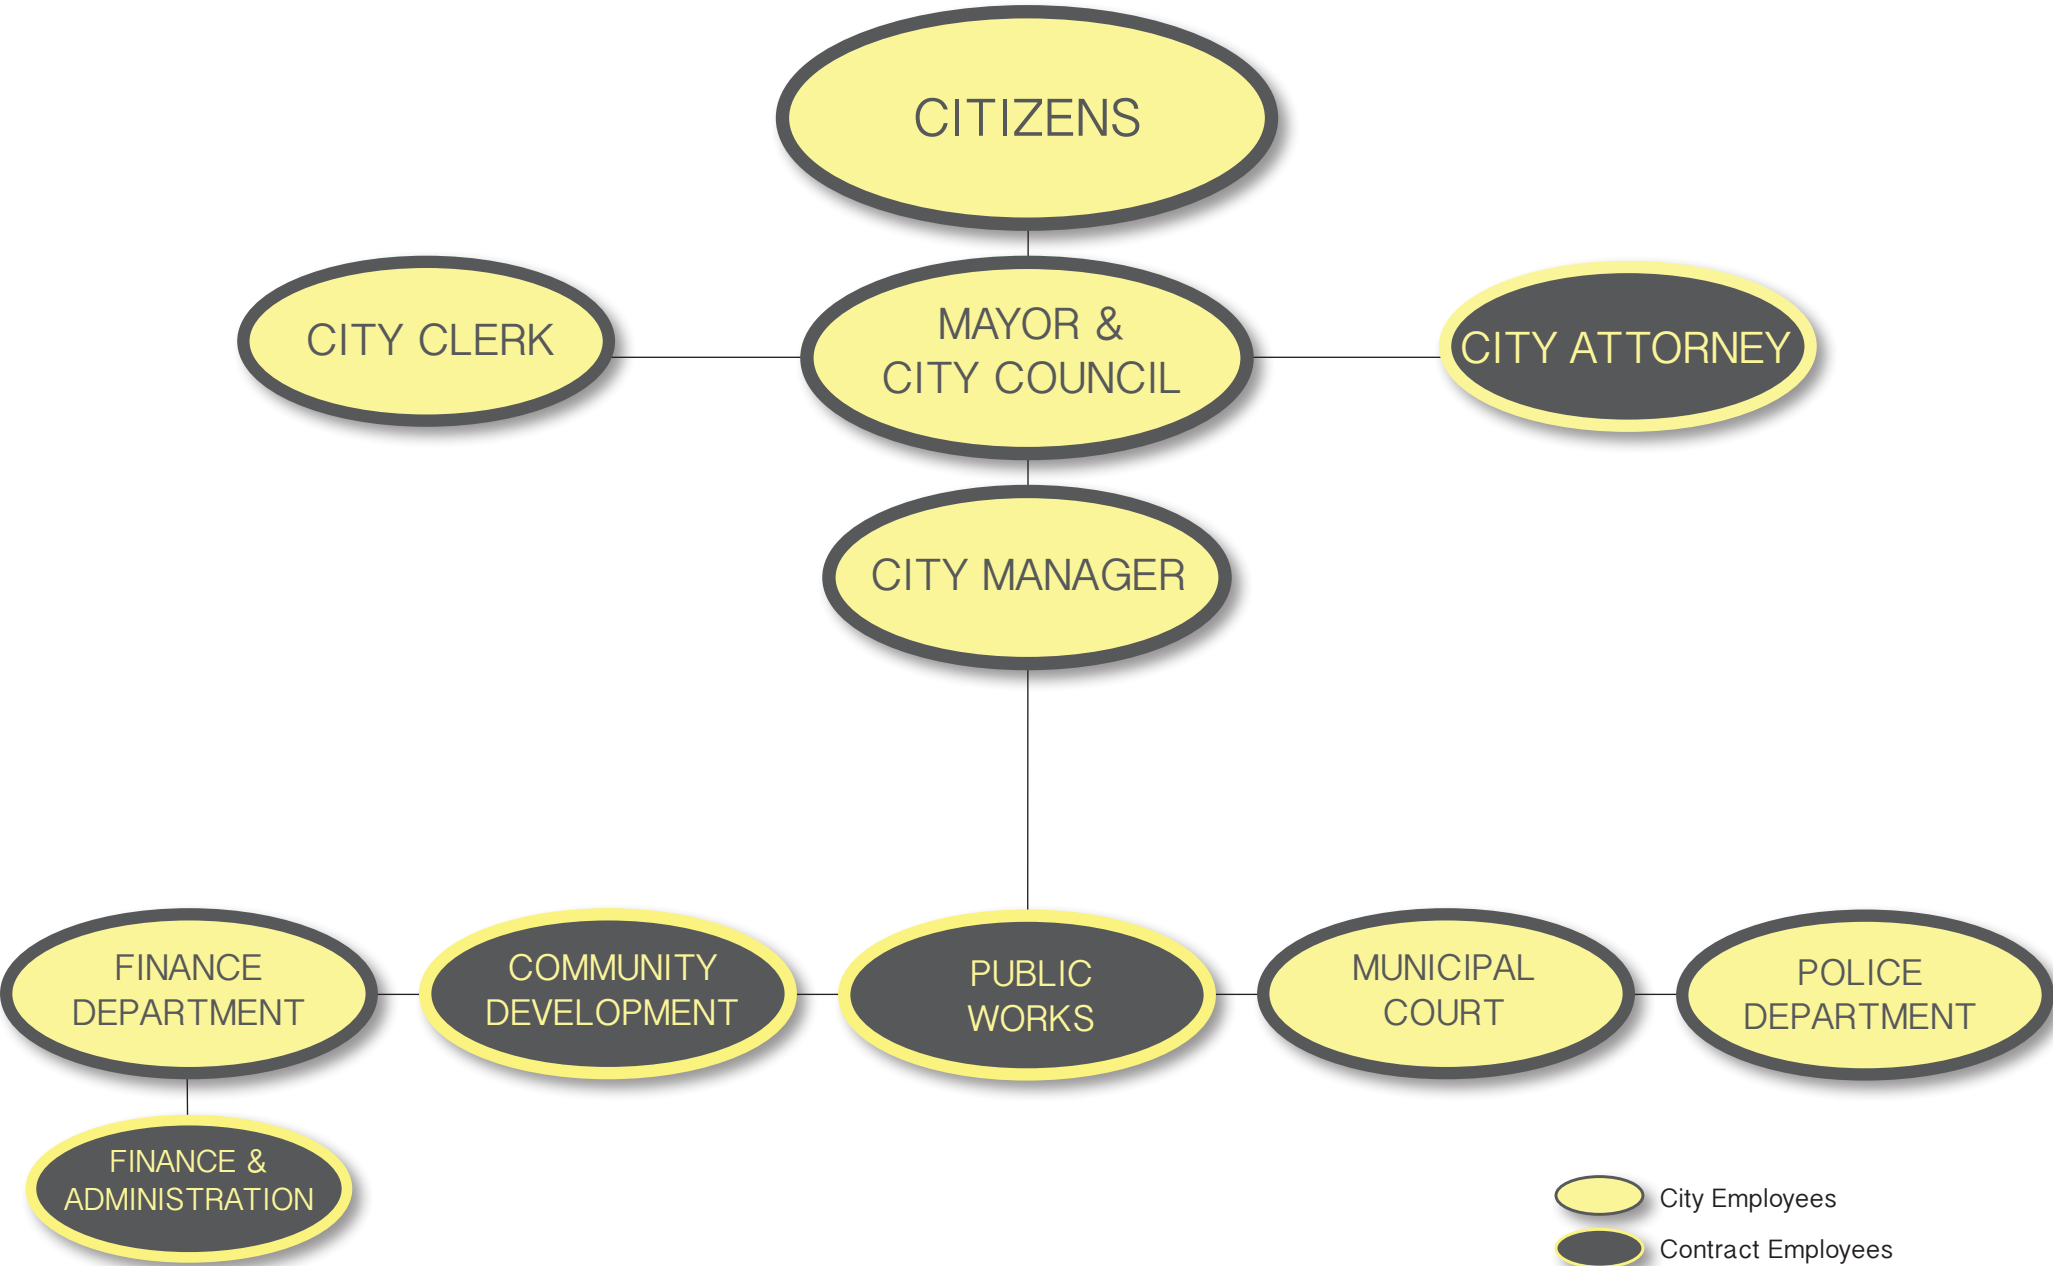 CITIZENS
CITY CLERK
MAYOR &
CITY COUNCIL
CITY ATTORNEY
CITY MANAGER
FINANCE
DEPARTMENT
COMMUNITY
DEVELOPMENT
PUBLIC
WORKS
MUNICIPAL
COURT
POLICE
DEPARTMENT
FINANCE &
ADMINISTRATION
City Employees
Contract Employees